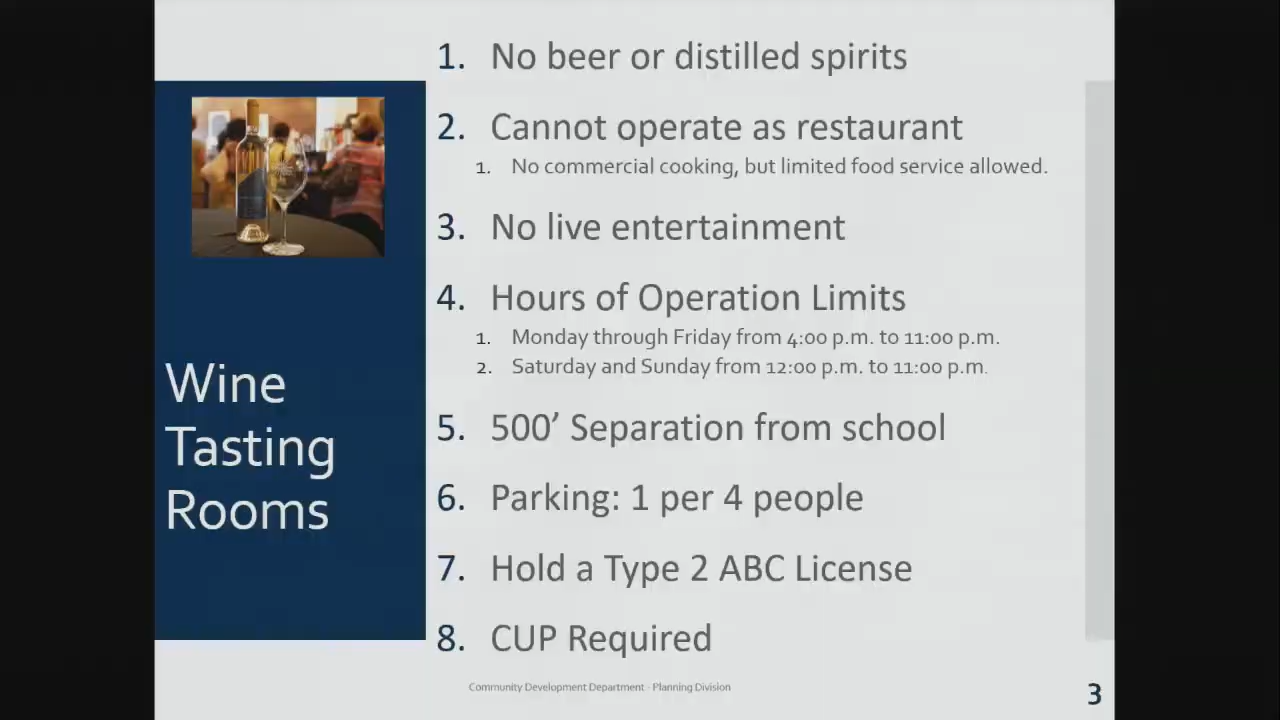 Wine
Tasting
Rooms
1. No beer or distilled spirits
2. Cannot operate as restaurant
1. No commercial cooking, but limited food service allowed.
3. No live entertainment
4. Hours of Operation Limits
1. Monday through Friday from 4:00 p.m. to 11:00 p.m.
2. Saturday and Sunday from 12:00 p.m. to 11:00 p.m.
5. 500’ Separation from school
6. Parking: 1 per 4 people
7. Hold a Type 2 ABC License
8. CUP Required
Community Development Department - Planning Division
3